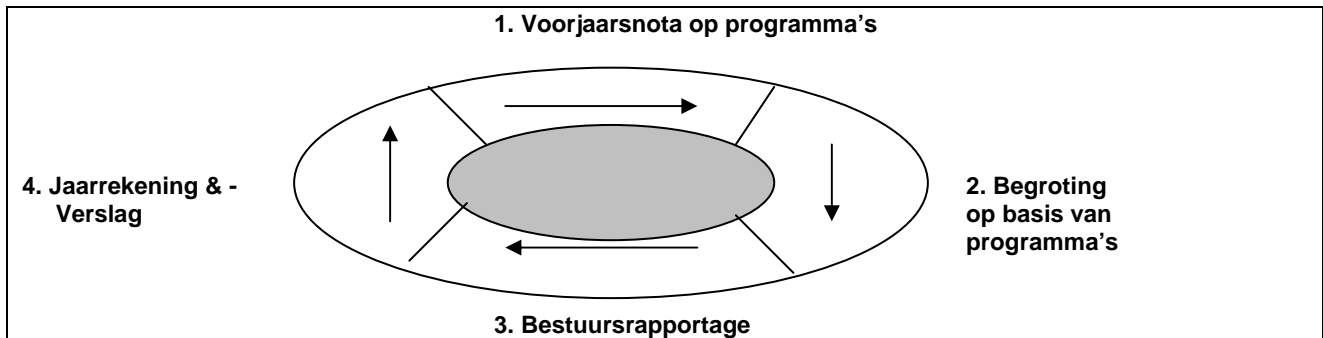 1. Voorjaarsnota op programma's
4. Jaarrekening & -
Verslag
2. Begroting
op basis van
programma's
3. Bestuursrapportage